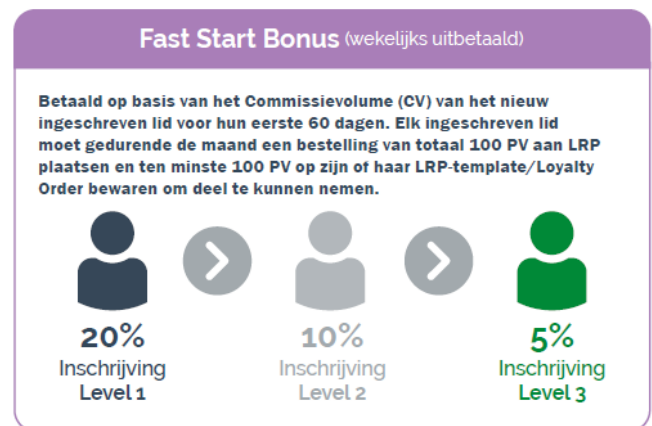 Fast Start Bonus (wekelijks uitbetaald)
Betaald op basis van het Commissievolume (CV) van het nieuw
ingeschreven lid voor hun eerste 60 dagen. Elk ingeschreven lid
moet gedurende de maand een bestelling van totaal 100 PV aan LRP
plaatsen en ten minste 100 PV op zijn of haar LRP-template/Loyalty
Order bewaren om deel te kunnen nemen.
20% 10% 5%
Inschrijving Inschrijving Inschrijving
Level 1 Level 2 Level 3